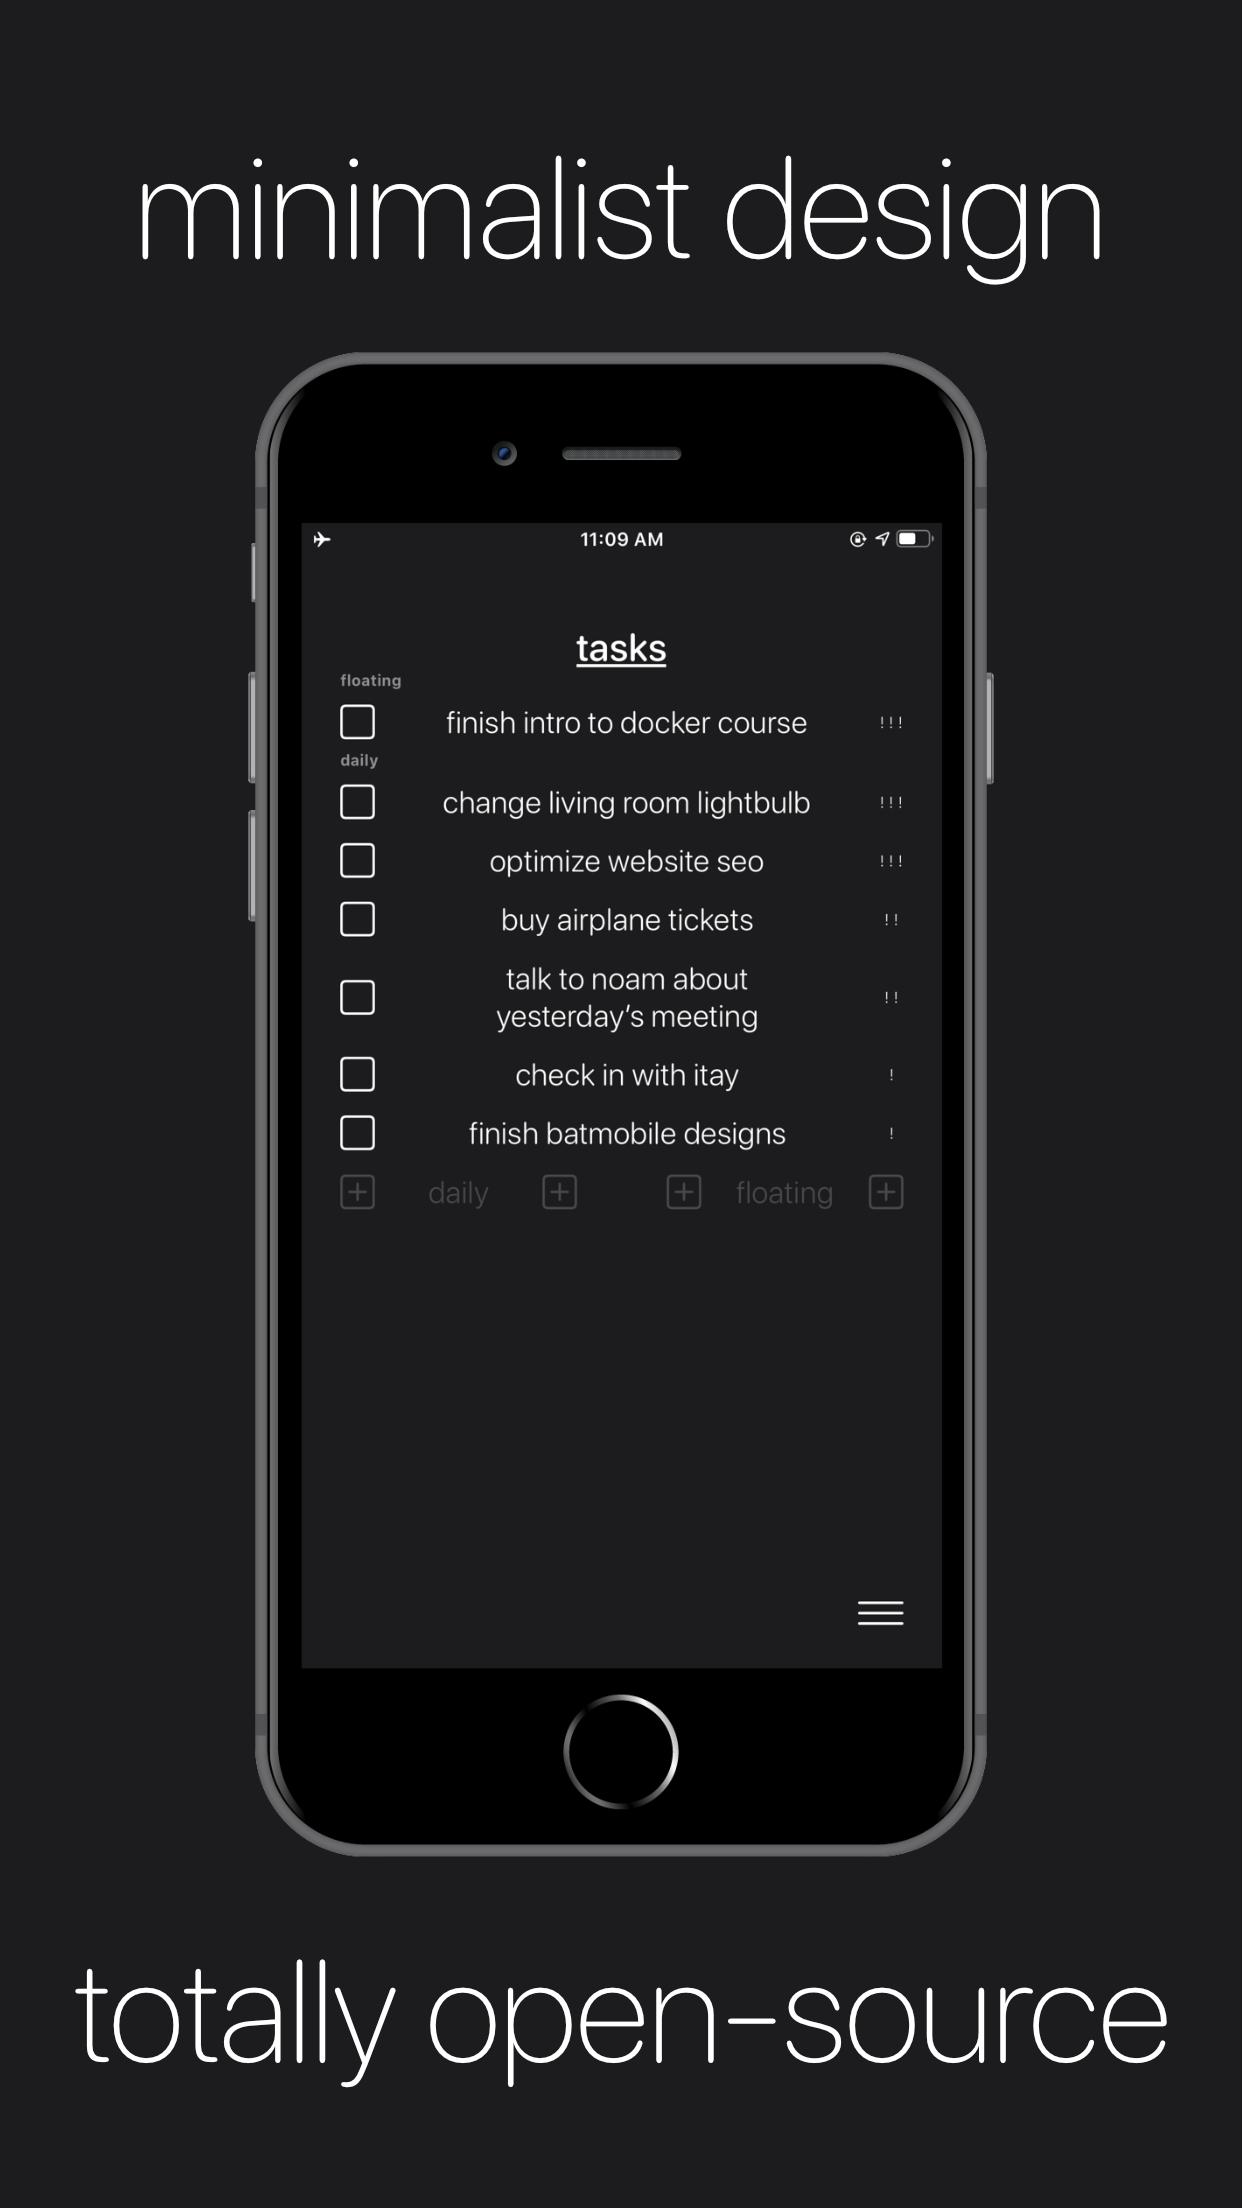 minimalist design
11:09 AM
tasks
floating
finish intro to docker course !!!
daily
change living room lightbulb !!!
optimize website seo !!!
buy airplane tickets !!
talk to noam about
yesterday’s meeting !!
check in with itay !
finish batmobile designs !
daily floating
totally open-source